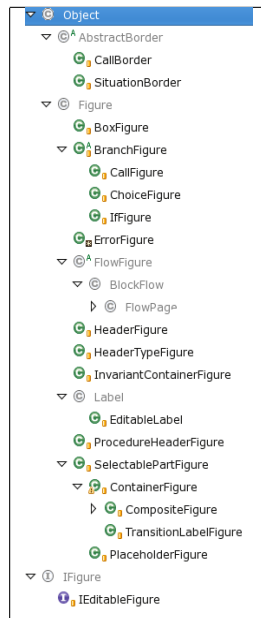 Object
AbstractBorder
CallBorder
SituationBorder
Figure
BoxFigure
BranchFigure
CallFigure
ChoiceFigure
IfFigure
ErrorFigure
FlowFigure
BlockFlow
FlowPage
HeaderFigure
HeaderTypeFigure
InvariantContainerFigure
Label
EditableLabel
ProcedureHeaderFigure
SelectablePartFigure
ContainerFigure
CompositeFigure
TransitionLabelFigure
PlaceholderFigure
IFigure
IEditableFigure